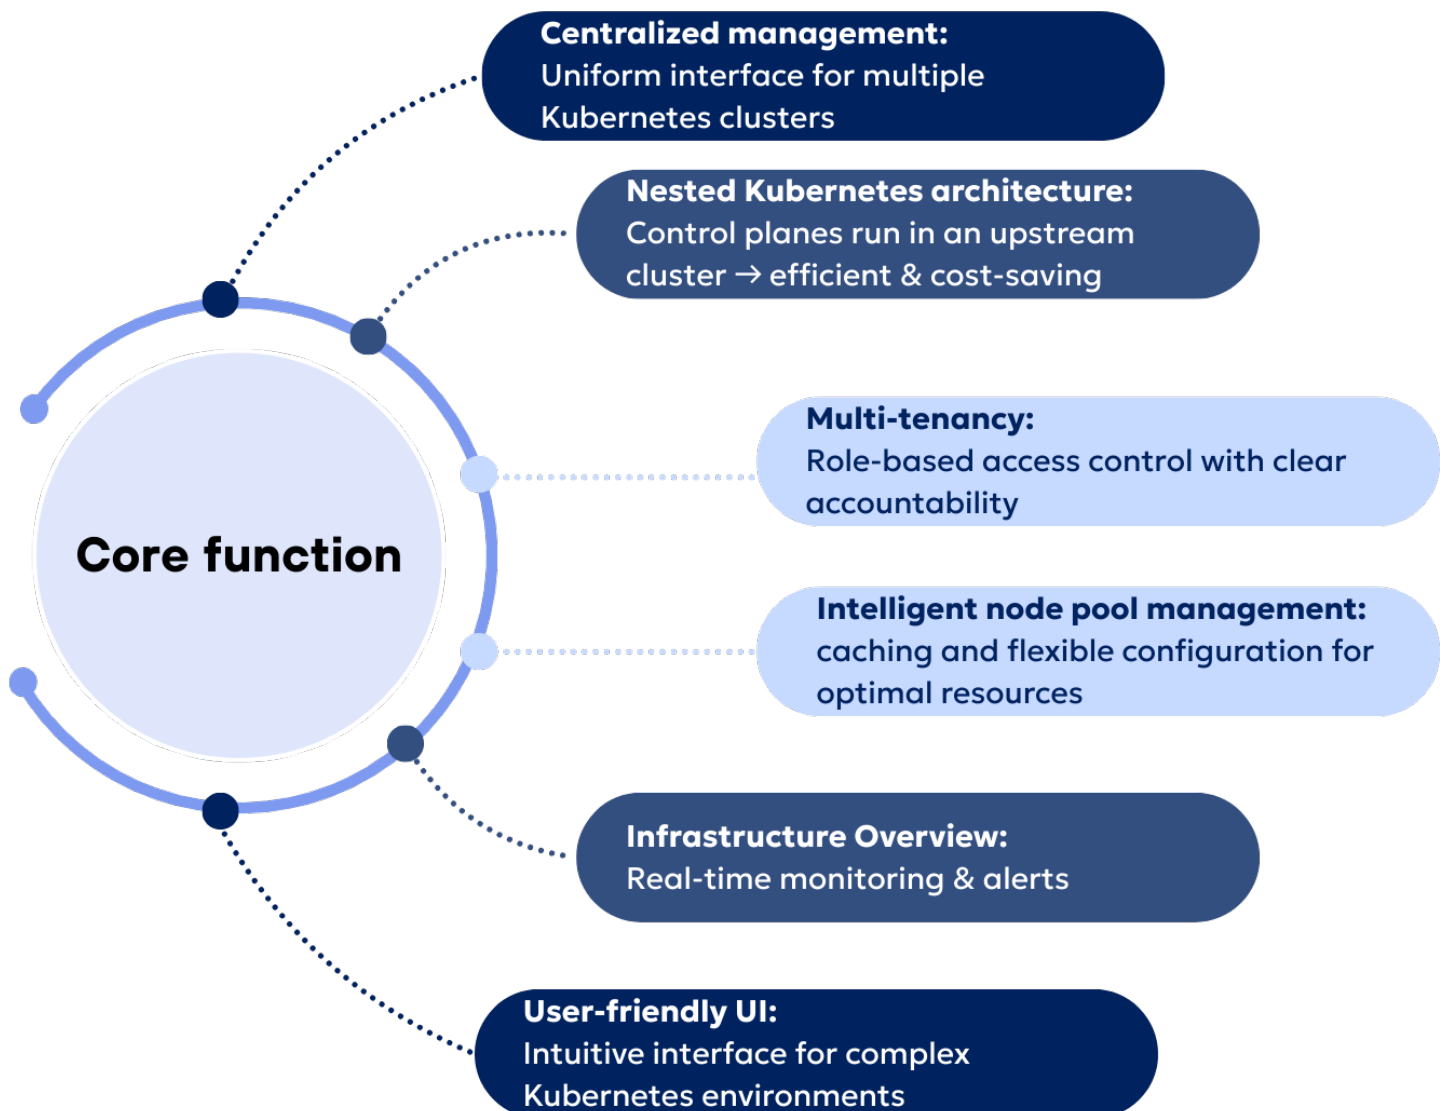 Centralized management:
Uniform interface for multiple
Kubernetes clusters
Nested Kubernetes architecture:
Control planes run in an upstream
cluster → efficient & cost-saving
Multi-tenancy:
Role-based access control with clear
accountability
Core function
Intelligent node pool management:
caching and flexible configuration for
optimal resources
Infrastructure Overview:
Real-time monitoring & alerts
User-friendly UI:
Intuitive interface for complex
Kubernetes environments